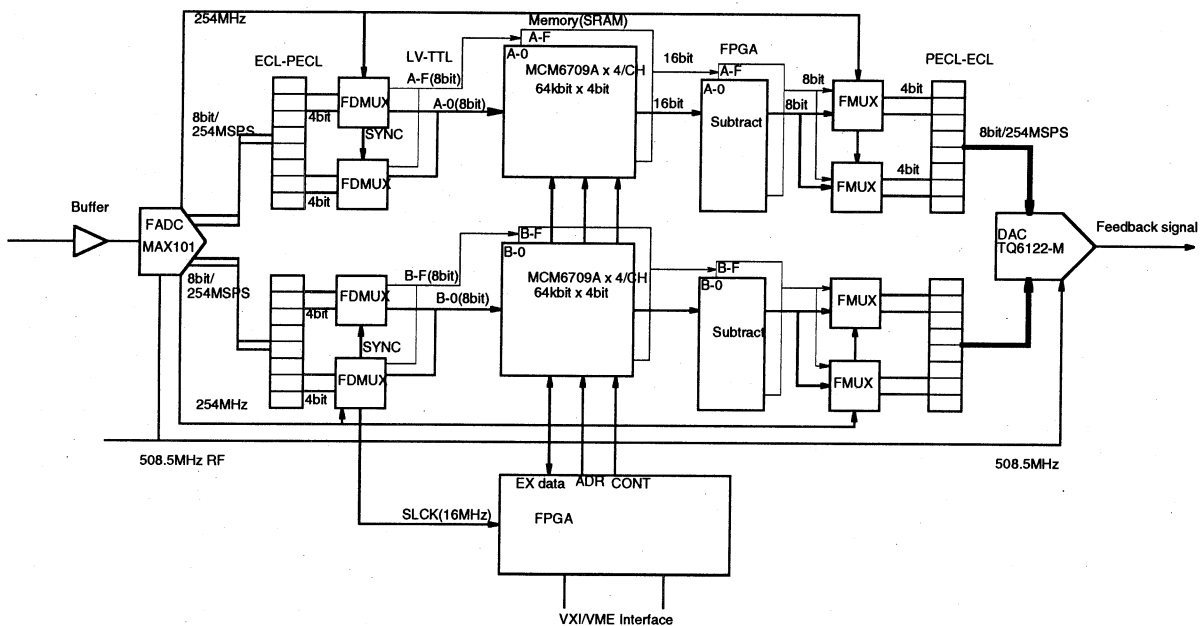 254MHz
Memory(SRAM)
A-F
ECL-PECL
LV-TTL
A-0
16bit
FPGA
PECL-ECL
A-F(8bit)
MCM6709A x 4/CH
64kbit x 4bit
A-F
A-0
8bit
4bit
FDMUX
A-0(8bit)
16bit
8bit
FMUX
4bit
8bit/
254MSPS
SYNC
Subtract
8bit/254MSPS
FDMUX
FMUX
4bit
4bit
Buffer
FADC
MAX101
B-F
B-0
DAC
TQ6122-M
Feedback signal
8bit/
254MSPS
B-F(8bit)
MCM6709A x 4/CH
64kbit x 4bit
B-F
B-0
FDMUX
B-0(8bit)
FMUX
4bit
SYNC
Subtract
FDMUX
FMUX
4bit
254MHz
508.5MHz RF
508.5MHz
EX data
ADR
CONT
SLCK(16MHz)
FPGA
VXI/VME Interface